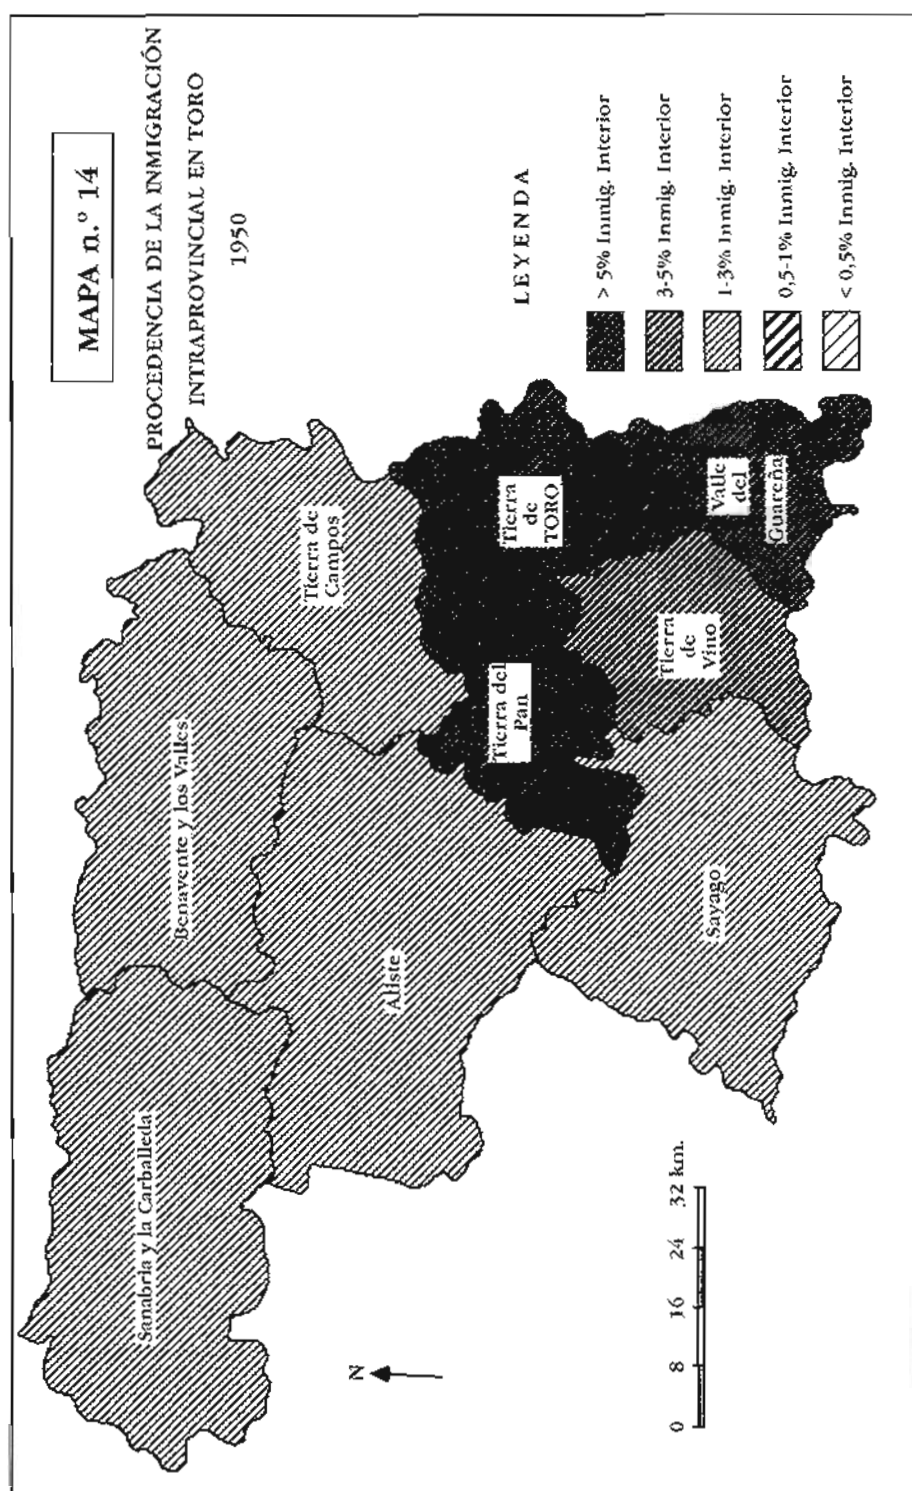 MAPA n.º 14
PROCEDENCIA DE LA INMIGRACIÓN
INTRAPROVINCIAL EN TORO
1950
Sanabria y la Carballeda
Benavente y los Valles
Tierra de
Campos
Aliste
Tierra del
Pan
Tierra
de
TORO
Tierra
de
Vino
Valle
del
Guareña
Sayago
LEYENDA
> 5% Inmig. Interior
3-5% Inmig. Interior
1-3% Inmig. Interior
0,5-1% Inmig. Interior
< 0,5% Inmig. Interior
N
0 8 16 24 32 km.